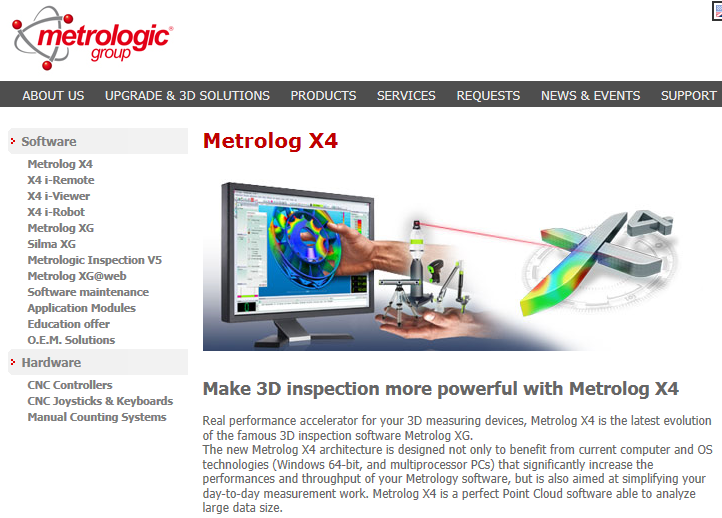 metrologic®
group
ABOUT US UPGRADE & 3D SOLUTIONS PRODUCTS SERVICES REQUESTS NEWS & EVENTS SUPPORT
Software
Metrolog X4
X4 i-Remote
X4 i-Viewer
X4 i-Robot
Metrolog XG
Silma XG
Metrologic Inspection V5
Metrolog XG@web
Software maintenance
Application Modules
Education offer
O.E.M. Solutions
Hardware
CNC Controllers
CNC Joysticks & Keyboards
Manual Counting Systems
Metrolog X4
X4
Make 3D inspection more powerful with Metrolog X4
Real performance accelerator for your 3D measuring devices, Metrolog X4 is the latest evolution
of the famous 3D inspection software Metrolog XG.
The new Metrolog X4 architecture is designed not only to benefit from current computer and OS
technologies (Windows 64-bit, and multiprocessor PCs) that significantly increase the
performances and throughput of your Metrology software, but is also aimed at simplifying your
day-to-day measurement work. Metrolog X4 is a perfect Point Cloud software able to analyze
large data size.